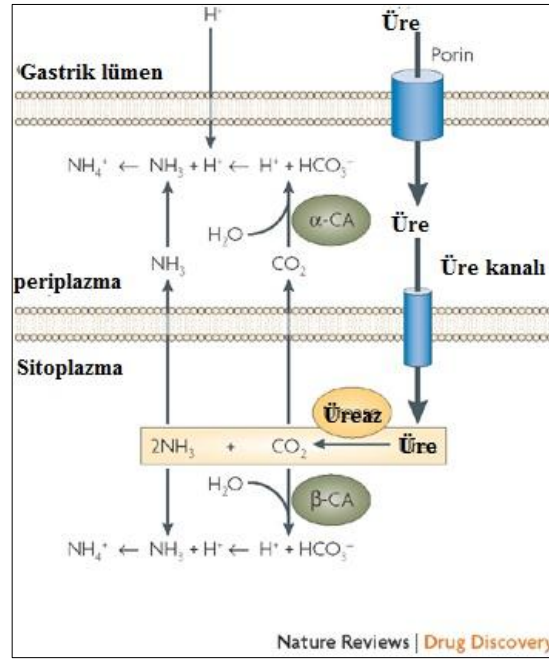 H⁺ Üre
Gastrik lümen Porin
NH₄⁺ ← NH₃ + H⁺ ← H⁺ + HCO₃⁻
H₂O α-CA Üre
NH₃ CO₂ Üre kanalı
periplazma
Sitoplazma
Üreaz
2NH₃ + CO₂ Üre
H₂O β-CA
NH₄⁺ ← NH₃ + H⁺ ← H⁺ + HCO₃⁻
Nature Reviews | Drug Discovery